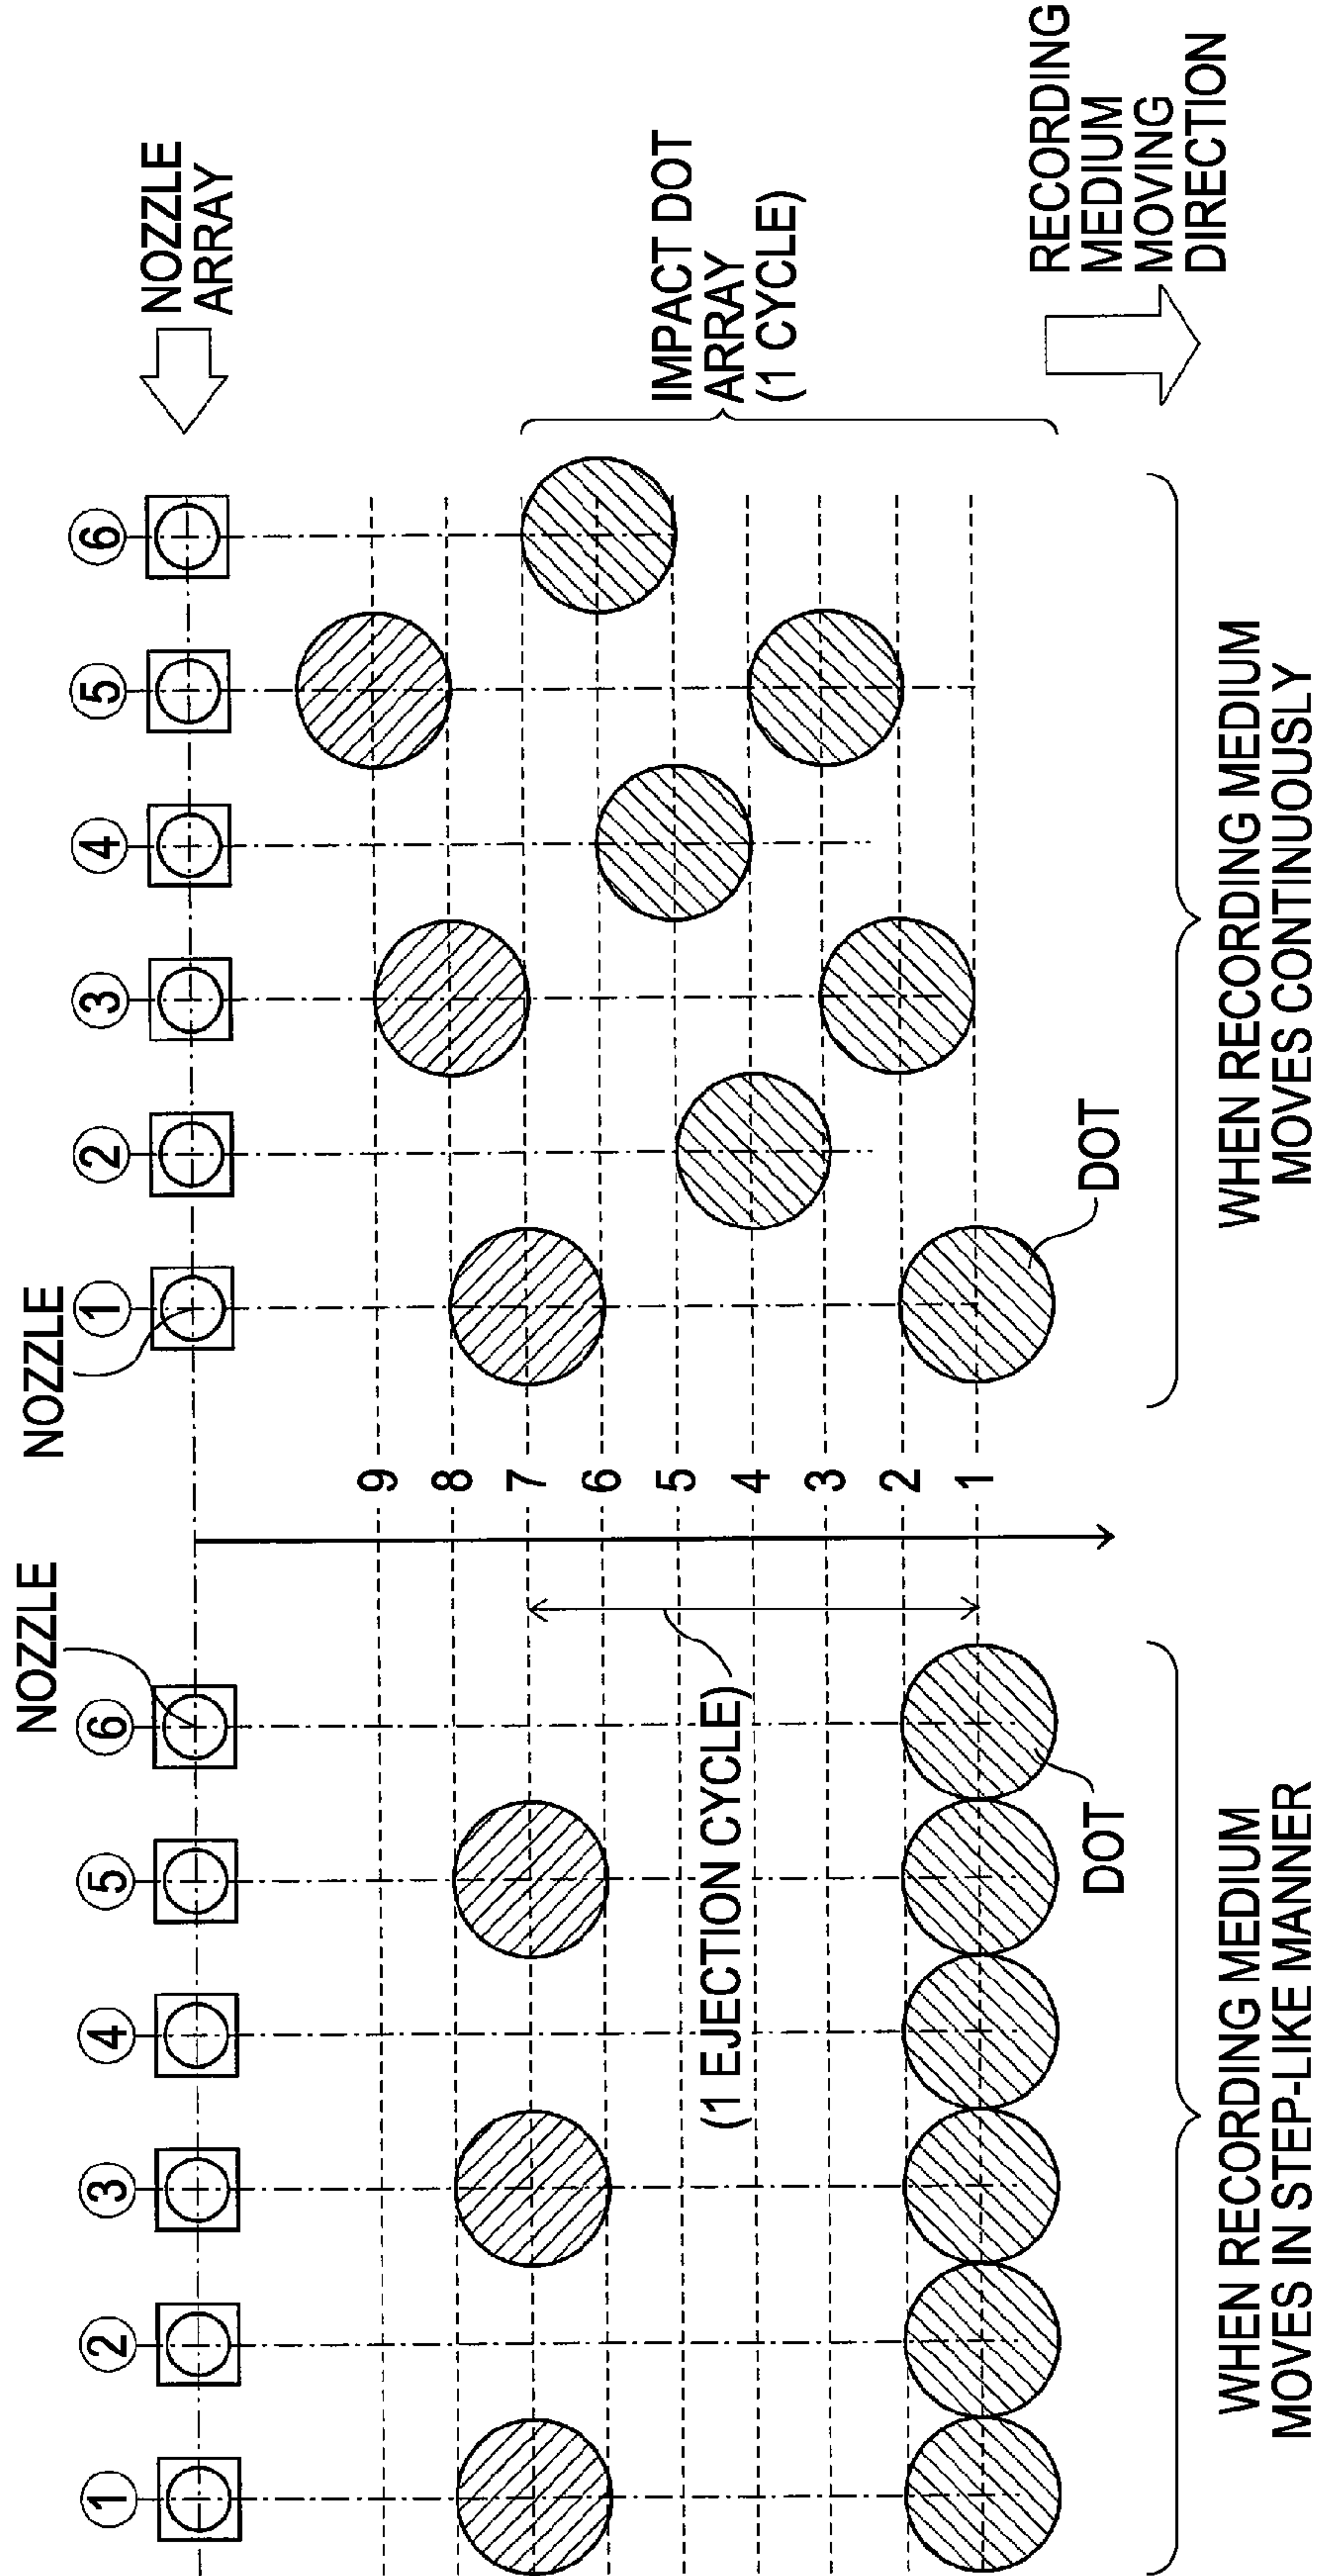 NOZZLE
NOZZLE
NOZZLE
ARRAY
① ② ③ ④ ⑤ ⑥
① ② ③ ④ ⑤ ⑥
9
8
7
6
5
4
3
2
1
(1 EJECTION CYCLE)
IMPACT DOT
ARRAY
(1 CYCLE)
DOT
DOT
RECORDING
MEDIUM
MOVING
DIRECTION
WHEN RECORDING MEDIUM
MOVES IN STEP-LIKE MANNER
WHEN RECORDING MEDIUM
MOVES CONTINUOUSLY